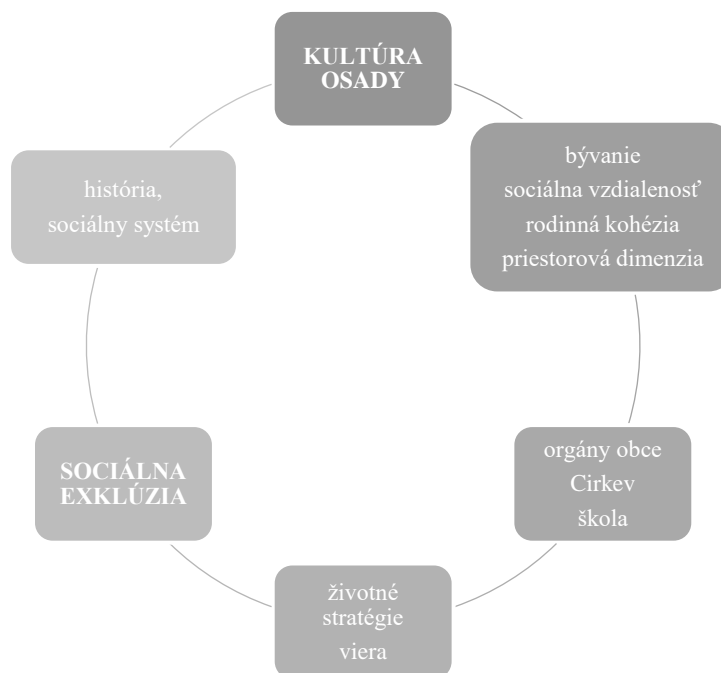 KULTÚRA
OSADY
bývanie
sociálna vzdialenosť
rodinná kohézia
priestorová dimenzia
orgány obce
Cirkev
škola
životné
stratégie
viera
SOCIÁLNA
EXKLÚZIA
história,
sociálny systém